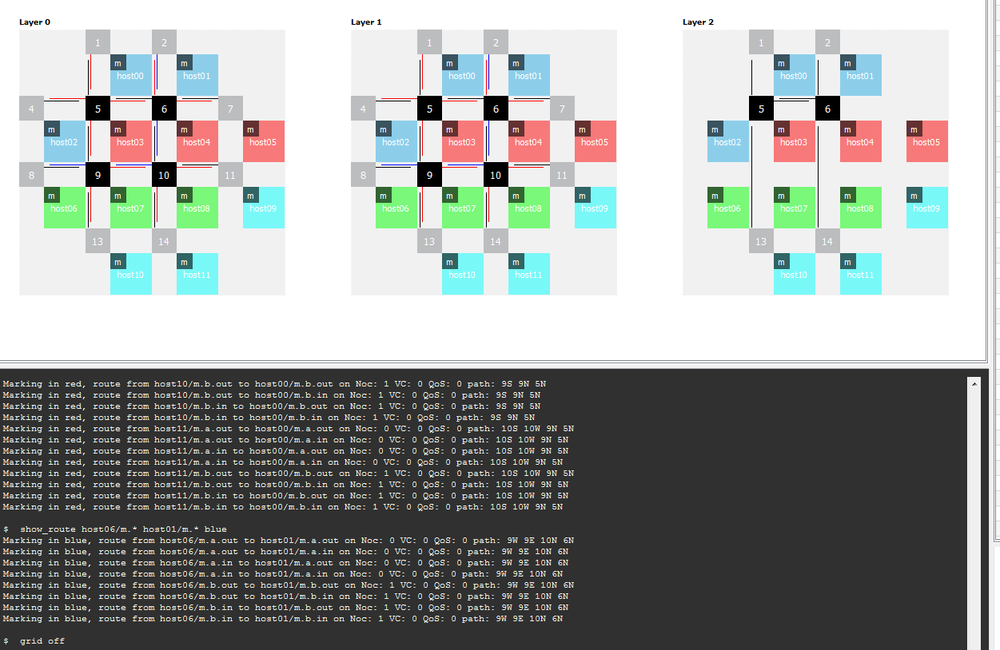 Layer 0 Layer 1 Layer 2
1 2 1 2 1 2
m m m m m m
host00 host01 host00 host01 host00 host01
4 5 6 7 4 5 6 7 5 6
m m m m m m m m m m m m
host02 host03 host04 host05 host02 host03 host04 host05 host02 host03 host04 host05
8 9 10 11 8 9 10 11
m m m m m m m m m m m m
host06 host07 host08 host09 host06 host07 host08 host09 host06 host07 host08 host09
13 14 13 14 13 14
m m m m m m
host10 host11 host10 host11 host10 host11
Marking in red, route from host10/m.b.out to host00/m.b.out on Noc: 1 VC: 0 QoS: 0 path: 9S 9N 5N
Marking in red, route from host10/m.b.out to host00/m.b.in on Noc: 1 VC: 0 QoS: 0 path: 9S 9N 5N
Marking in red, route from host10/m.b.in to host00/m.b.out on Noc: 1 VC: 0 QoS: 0 path: 9S 9N 5N
Marking in red, route from host10/m.b.in to host00/m.b.in on Noc: 1 VC: 0 QoS: 0 path: 9S 9N 5N
Marking in red, route from host11/m.a.out to host00/m.a.out on Noc: 0 VC: 0 QoS: 0 path: 10S 10W 9N 5N
Marking in red, route from host11/m.a.out to host00/m.a.in on Noc: 0 VC: 0 QoS: 0 path: 10S 10W 9N 5N
Marking in red, route from host11/m.a.in to host00/m.a.out on Noc: 0 VC: 0 QoS: 0 path: 10S 10W 9N 5N
Marking in red, route from host11/m.a.in to host00/m.a.in on Noc: 0 VC: 0 QoS: 0 path: 10S 10W 9N 5N
Marking in red, route from host11/m.b.out to host00/m.b.out on Noc: 1 VC: 0 QoS: 0 path: 10S 10W 9N 5N
Marking in red, route from host11/m.b.out to host00/m.b.in on Noc: 1 VC: 0 QoS: 0 path: 10S 10W 9N 5N
Marking in red, route from host11/m.b.in to host00/m.b.out on Noc: 1 VC: 0 QoS: 0 path: 10S 10W 9N 5N
Marking in red, route from host11/m.b.in to host00/m.b.in on Noc: 1 VC: 0 QoS: 0 path: 10S 10W 9N 5N
$ show_route host06/m.* host01/m.* blue
Marking in blue, route from host06/m.a.out to host01/m.a.out on Noc: 0 VC: 0 QoS: 0 path: 9W 9E 10N 6N
Marking in blue, route from host06/m.a.out to host01/m.a.in on Noc: 0 VC: 0 QoS: 0 path: 9W 9E 10N 6N
Marking in blue, route from host06/m.a.in to host01/m.a.out on Noc: 0 VC: 0 QoS: 0 path: 9W 9E 10N 6N
Marking in blue, route from host06/m.a.in to host01/m.a.in on Noc: 0 VC: 0 QoS: 0 path: 9W 9E 10N 6N
Marking in blue, route from host06/m.b.out to host01/m.b.out on Noc: 1 VC: 0 QoS: 0 path: 9W 9E 10N 6N
Marking in blue, route from host06/m.b.out to host01/m.b.in on Noc: 1 VC: 0 QoS: 0 path: 9W 9E 10N 6N
Marking in blue, route from host06/m.b.in to host01/m.b.out on Noc: 1 VC: 0 QoS: 0 path: 9W 9E 10N 6N
Marking in blue, route from host06/m.b.in to host01/m.b.in on Noc: 1 VC: 0 QoS: 0 path: 9W 9E 10N 6N
$ grid off